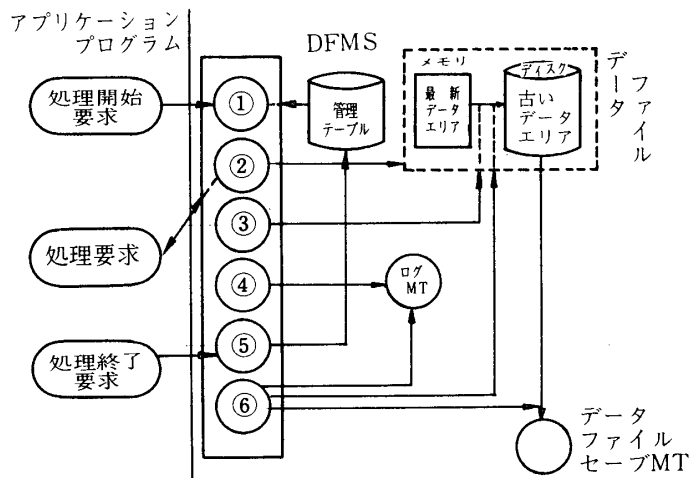 アプリケーション
プログラム
処理開始
要求
処理要求
処理終了
要求
①
②
③
④
⑤
⑥
DFMS
管理
テーブル
メモリ
最新
データ
エリア
ディスク
古い
データ
エリア
データ
ファイル
ログ
MT
データ
ファイル
セーブMT